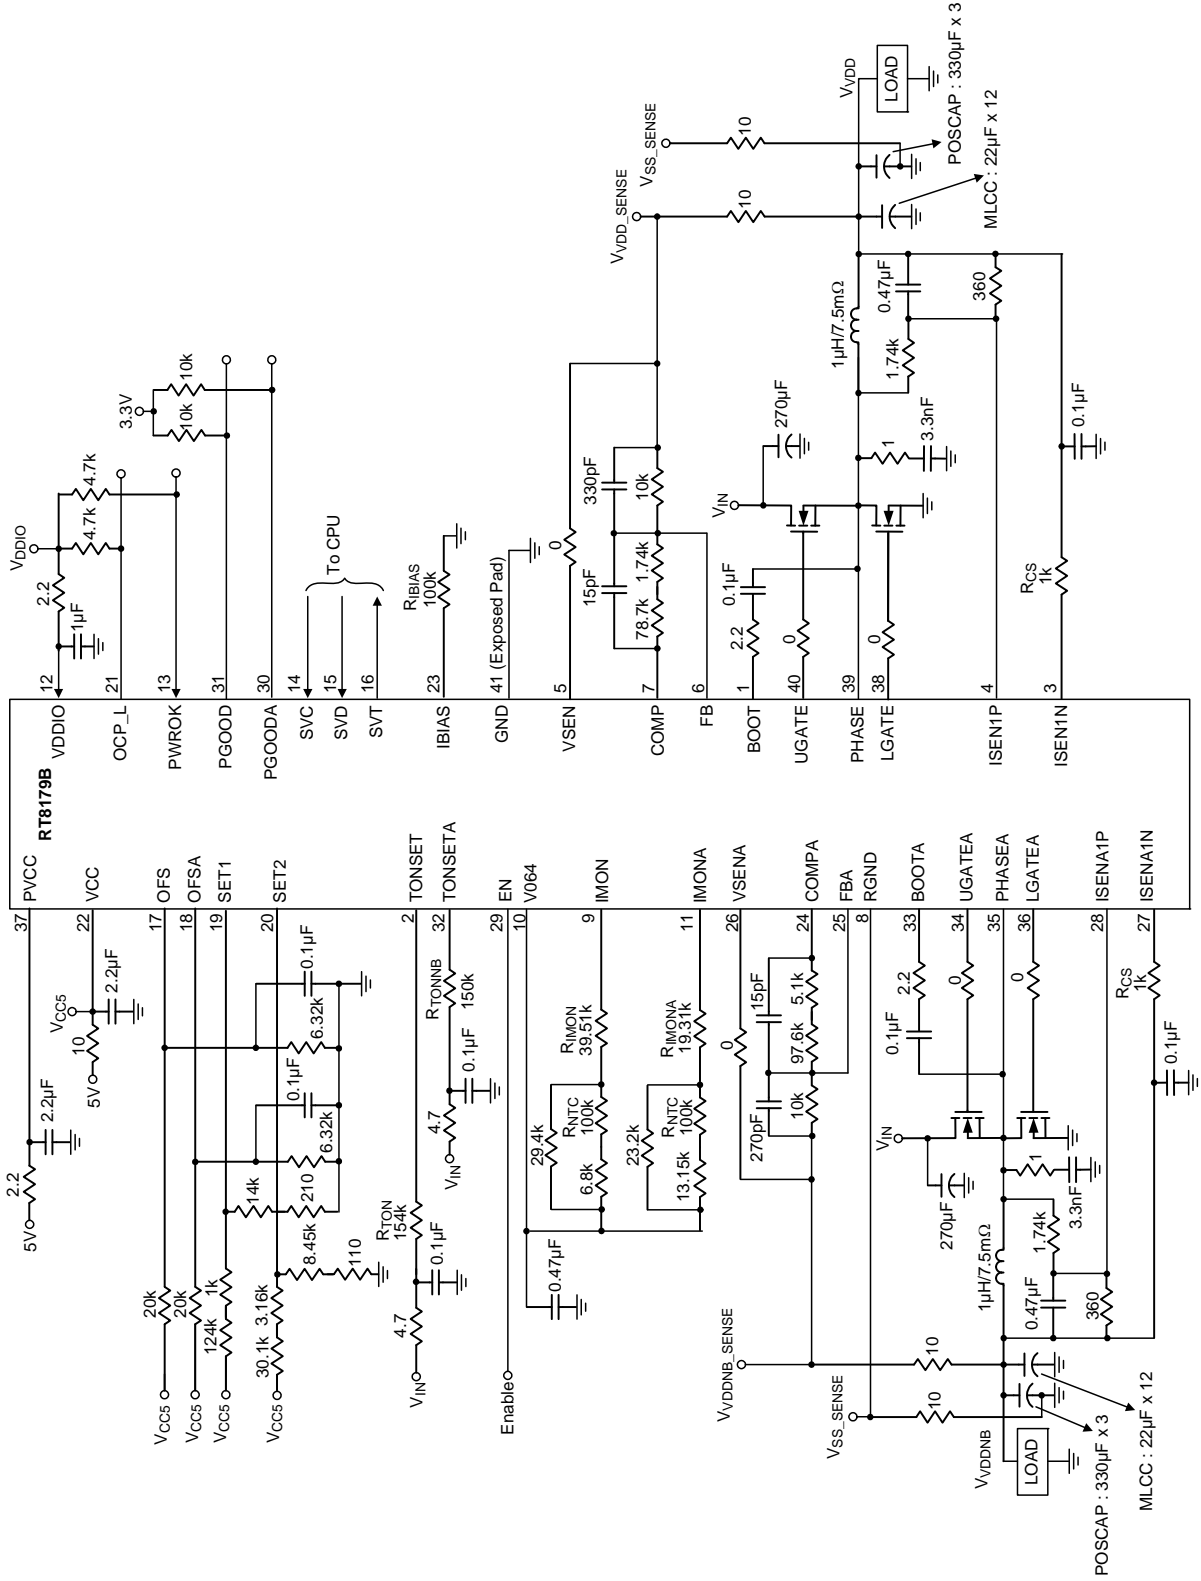 RT8179B
5V
2.2
2.2µF
37
PVCC
5V
10
VCC5
2.2µF
22
VCC
VCC5
20k
17
OFS
0.1µF
6.32k
VCC5
20k
18
OFSA
0.1µF
6.32k
VCC5
124k
1k
19
SET1
14k
210
VCC5
30.1k
3.16k
20
SET2
8.45k
110
VIN
4.7
0.1µF
RTON
154k
2
TONSET
VIN
4.7
0.1µF
RTONNB
150k
32
TONSETA
Enable
29
EN
10
V064
0.47µF
29.4k
6.8k
RNTC
100k
RIMON
39.51k
9
IMON
23.2k
13.15k
RNTC
100k
RIMONA
19.31k
11
IMONA
0
26
VSENA
VVDDNB_SENSE
270pF
10k
15pF
97.6k
5.1k
24
COMPA
25
FBA
VSS_SENSE
8
RGND
10
10
0.1µF
2.2
33
BOOTA
VIN
270µF
0
34
UGATEA
35
PHASEA
0
36
LGATEA
1
3.3nF
1µH/7.5mΩ
1.74k
0.47µF
360
28
ISENA1P
RCS
1k
27
ISENA1N
0.1µF
VVDDNB
LOAD
POSCAP : 330µF x 3
MLCC : 22µF x 12
VDDIO
12
2.2
1µF
VDDIO
4.7k
4.7k
OCP_L
21
PWROK
13
3.3V
10k
10k
PGOOD
31
PGOODA
30
SVC
14
SVD
15
SVT
16
To CPU
IBIAS
23
RIBIAS
100k
GND
41 (Exposed Pad)
VSEN
5
0
COMP
7
15pF
330pF
78.7k
1.74k
10k
FB
6
VVDD_SENSE
VSS_SENSE
10
10
BOOT
1
2.2
0.1µF
VIN
270µF
UGATE
40
0
PHASE
39
LGATE
38
0
1
3.3nF
1µH/7.5mΩ
1.74k
0.47µF
360
ISEN1P
4
ISEN1N
3
RCS
1k
0.1µF
VVDD
LOAD
POSCAP : 330µF x 3
MLCC : 22µF x 12